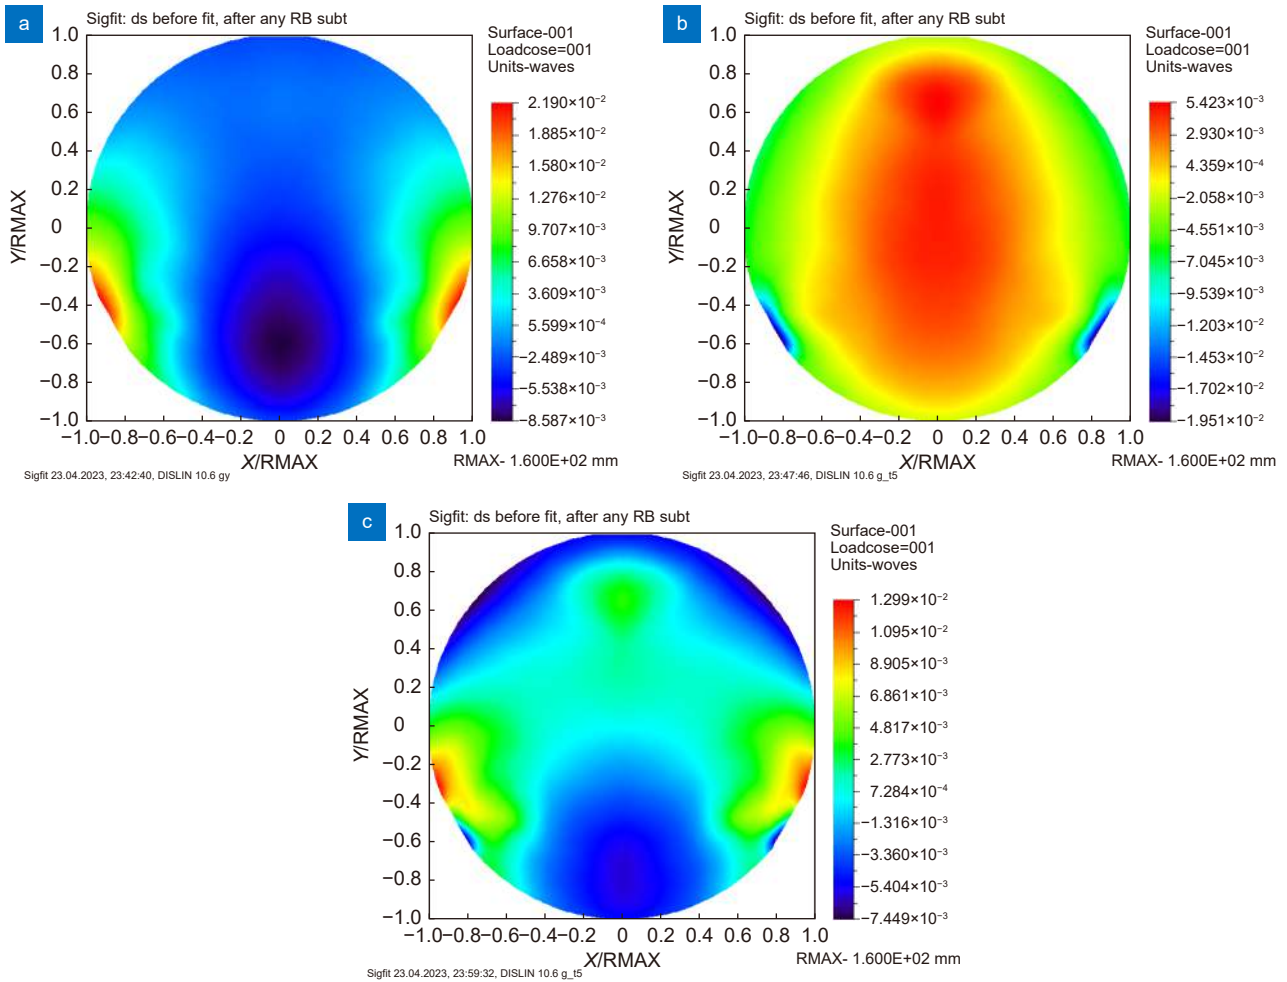 a
Sigfit: ds before fit, after any RB subt
Surface-001
Loadcose=001
Units-waves
1.0
0.8
0.6
0.4
0.2
0
−0.2
−0.4
−0.6
−0.8
−1.0
Y/RMAX
2.190×10⁻²
1.885×10⁻²
1.580×10⁻²
1.276×10⁻²
9.707×10⁻³
6.658×10⁻³
3.609×10⁻³
5.599×10⁻⁴
−2.489×10⁻³
−5.538×10⁻³
−8.587×10⁻³
−1.0−0.8−0.6−0.4−0.2 0 0.2 0.4 0.6 0.8 1.0
X/RMAX
RMAX- 1.600E+02 mm
Sigfit 23.04.2023, 23:42:40, DISLIN 10.6 gy
b
Sigfit: ds before fit, after any RB subt
Surface-001
Loadcose=001
Units-waves
1.0
0.8
0.6
0.4
0.2
0
−0.2
−0.4
−0.6
−0.8
−1.0
Y/RMAX
5.423×10⁻³
2.930×10⁻³
4.359×10⁻⁴
−2.058×10⁻³
−4.551×10⁻³
−7.045×10⁻³
−9.539×10⁻³
−1.203×10⁻²
−1.453×10⁻²
−1.702×10⁻²
−1.951×10⁻²
−1.0−0.8−0.6−0.4−0.2 0 0.2 0.4 0.6 0.8 1.0
X/RMAX
RMAX- 1.600E+02 mm
Sigfit 23.04.2023, 23:47:46, DISLIN 10.6 g_t5
c
Sigfit: ds before fit, after any RB subt
Surface-001
Loadcose=001
Units-woves
1.0
0.8
0.6
0.4
0.2
0
−0.2
−0.4
−0.6
−0.8
−1.0
Y/RMAX
1.299×10⁻²
1.095×10⁻²
8.905×10⁻³
6.861×10⁻³
4.817×10⁻³
2.773×10⁻³
7.284×10⁻⁴
−1.316×10⁻³
−3.360×10⁻³
−5.404×10⁻³
−7.449×10⁻³
−1.0−0.8−0.6−0.4−0.2 0 0.2 0.4 0.6 0.8 1.0
X/RMAX
RMAX- 1.600E+02 mm
Sigfit 23.04.2023, 23:59:32, DISLIN 10.6 g_t5